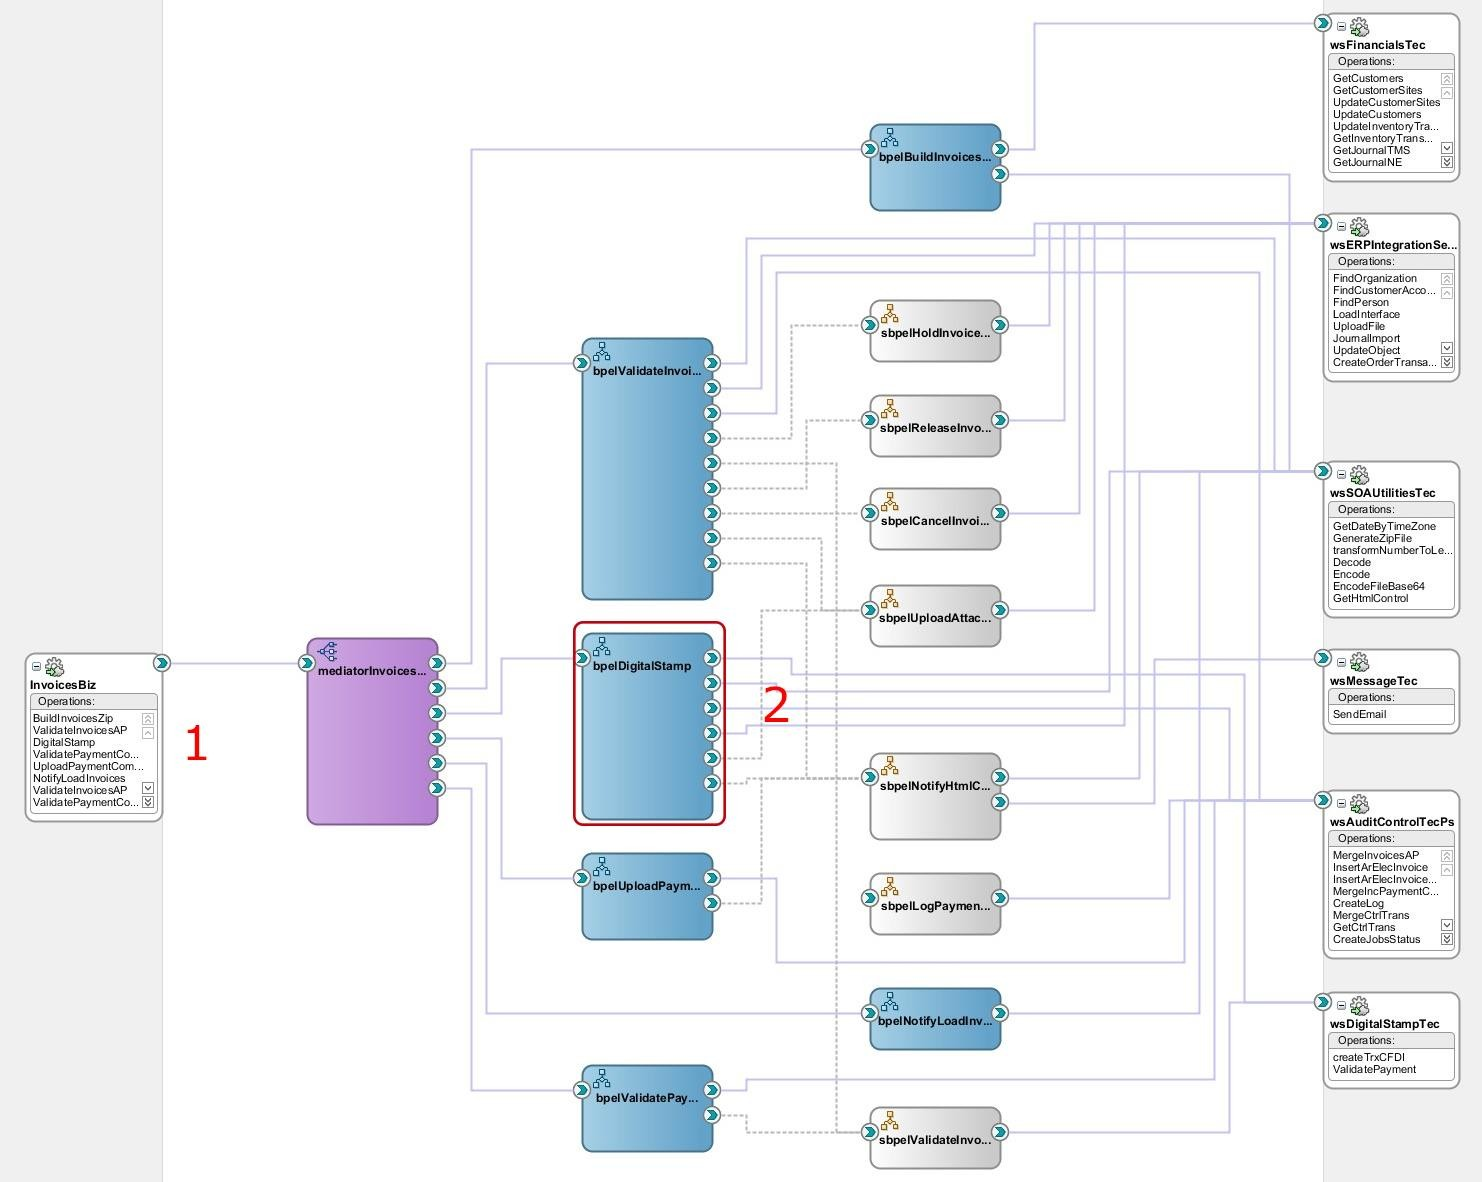 InvoicesBiz
Operations:
BuildInvoicesZip
ValidateInvoicesAP
DigitalStamp
ValidatePaymentCo...
UploadPaymentCom...
NotifyLoadInvoices
ValidateInvoicesAP
ValidatePaymentCo...
1
mediatorInvoices...
bpelValidateInvoi...
bpelDigitalStamp
2
bpelUploadPaym...
bpelValidatePay...
bpelBuildInvoices...
sbpelHoldInvoice...
sbpelReleaseInvo...
sbpelCancelInvoi...
sbpelUploadAttac...
sbpelNotifyHtmlC...
sbpelLogPaymen...
bpelNotifyLoadInv...
sbpelValidateInvo...
wsFinancialsTec
Operations:
GetCustomers
GetCustomerSites
UpdateCustomerSites
UpdateCustomers
UpdateInventoryTra...
GetInventoryTrans...
GetJournalTMS
GetJournalNE
wsERPIntegrationSe...
Operations:
FindOrganization
FindCustomerAcco...
FindPerson
LoadInterface
UploadFile
JournalImport
UpdateObject
CreateOrderTransa...
wsSOAUtilitiesTec
Operations:
GetDateByTimeZone
GenerateZipFile
transformNumberToLe...
Decode
Encode
EncodeFileBase64
GetHtmlControl
wsMessageTec
Operations:
SendEmail
wsAuditControlTecPs
Operations:
MergeInvoicesAP
InsertArElecInvoice
InsertArElecInvoice...
MergeIncPaymentC...
CreateLog
MergeCtrlTrans
GetCtrlTrans
CreateJobsStatus
wsDigitalStampTec
Operations:
createTrxCFDI
ValidatePayment